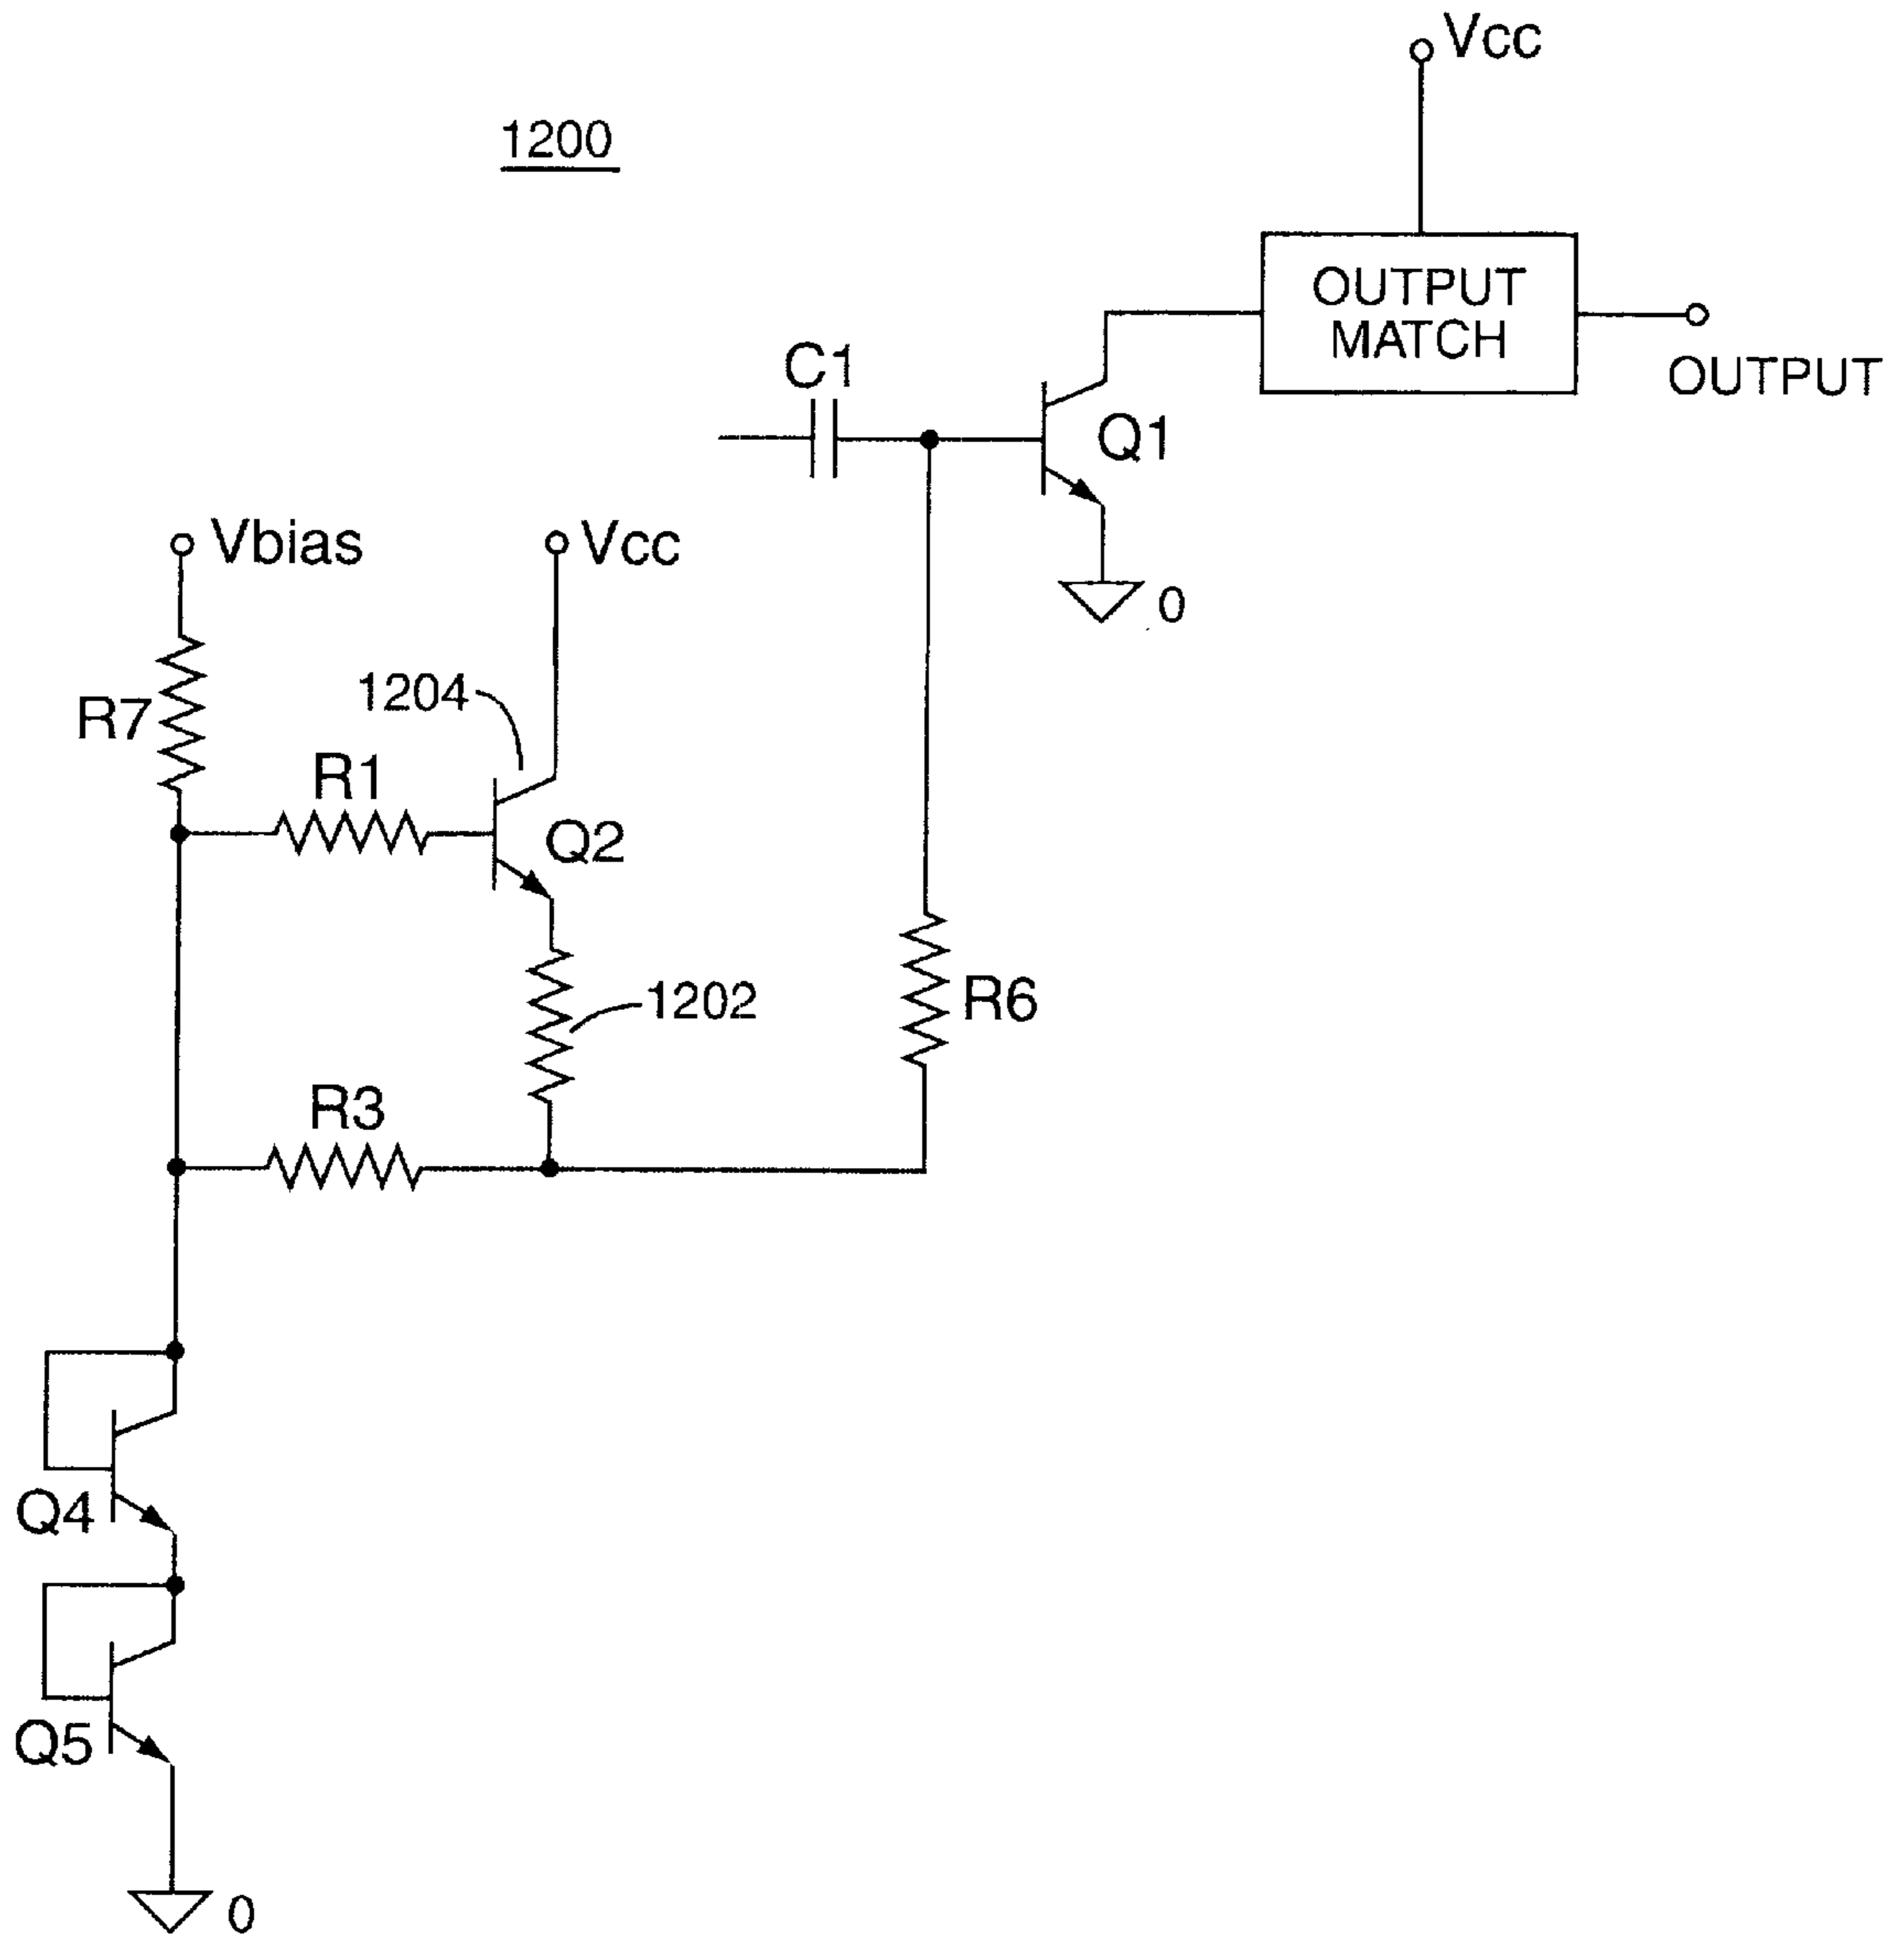 Vcc
1200
OUTPUT
MATCH
OUTPUT
C1
Q1
Vbias
Vcc
0
1204
R7
R1
Q2
1202
R6
R3
Q4
Q5
0